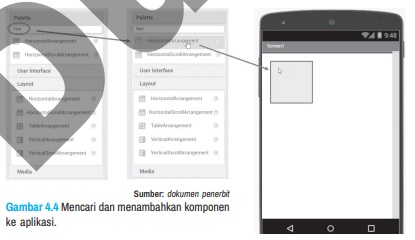 Palette
Hori
HorizontalArrangement
HorizontalScrollArrangement
User Interface
Layout
HorizontalArrangement
HorizontalScrollArrangement
TableArrangement
VerticalArrangement
VerticalScrollArrangement
Media
Palette
Hori
HorizontalArrangement
HorizontalScrollArrangement
User Interface
Layout
HorizontalArrangement
HorizontalScrollArrangement
TableArrangement
VerticalArrangement
VerticalScrollArrangement
Media
9:48
Screen1
Sumber: dokumen penerbit
Gambar 4.4 Mencari dan menambahkan komponen
ke aplikasi.